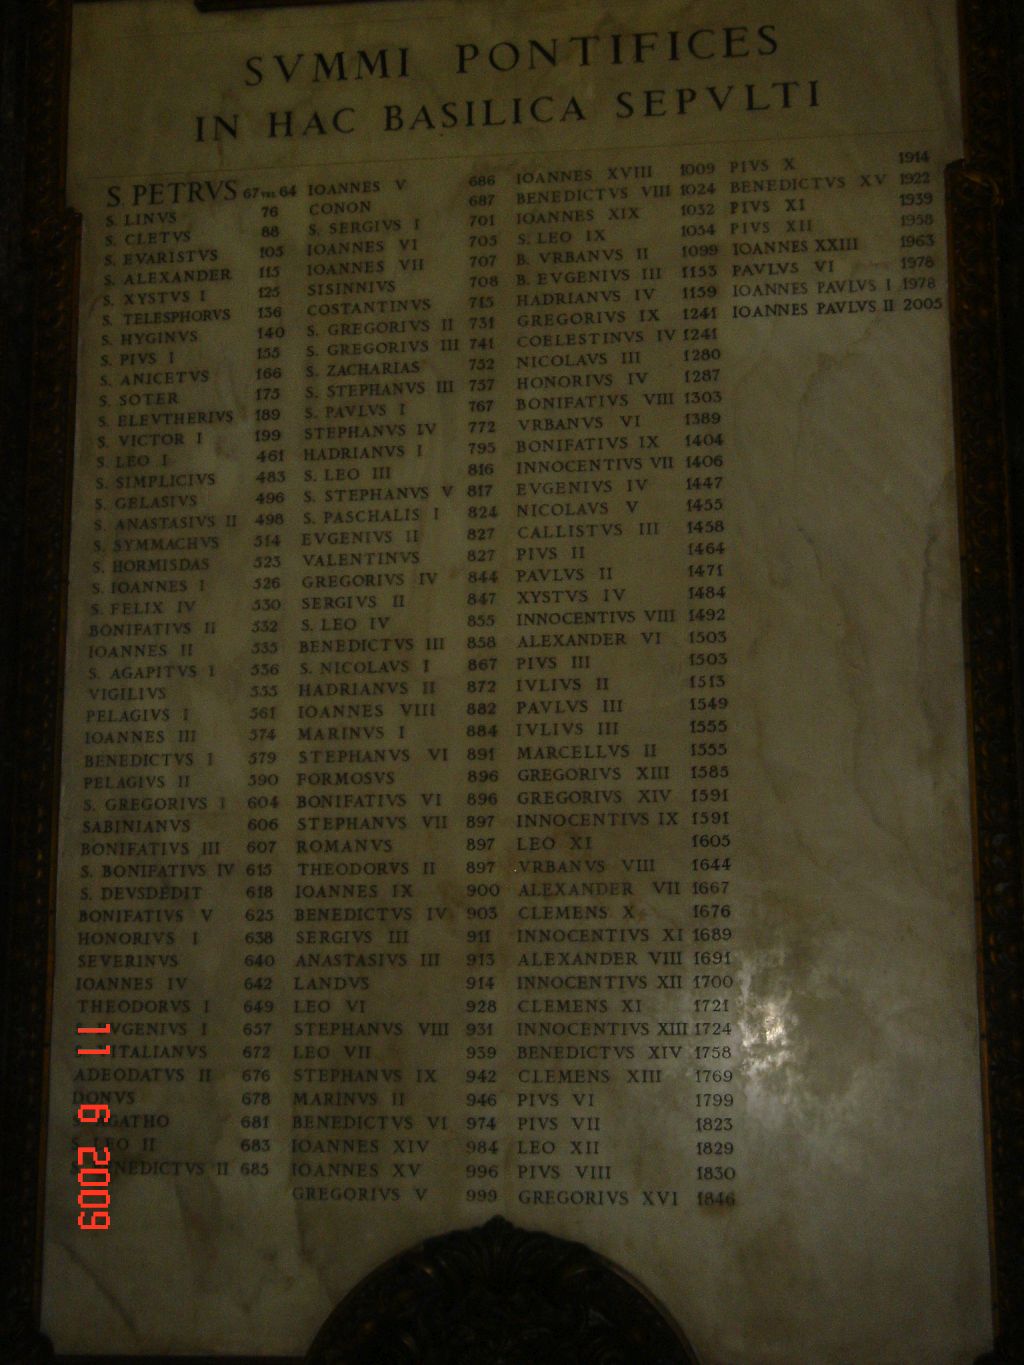 SVMMI PONTIFICES
IN HAC BASILICA SEPVLTI
S. PETRVS 67 VEL 64
S. LINVS 76
S. CLETVS 88
S. EVARISTVS 105
S. ALEXANDER 115
S. XYSTVS I 125
S. TELESPHORVS 136
S. HYGINVS 140
S. PIVS I 155
S. ANICETVS 166
S. SOTER 175
S. ELEVTHERIVS 189
S. VICTOR I 199
S. LEO I 461
S. SIMPLICIVS 483
S. GELASIVS 496
S. ANASTASIVS II 498
S. SYMMACHVS 514
S. HORMISDAS 523
S. IOANNES I 526
S. FELIX IV 530
BONIFATIVS II 532
IOANNES II 535
S. AGAPITVS I 536
VIGILIVS 555
PELAGIVS I 561
IOANNES III 574
BENEDICTVS I 579
PELAGIVS II 590
S. GREGORIVS I 604
SABINIANVS 606
BONIFATIVS III 607
S. BONIFATIVS IV 615
S. DEVSDEDIT 618
BONIFATIVS V 625
HONORIVS I 638
SEVERINVS 640
IOANNES IV 642
THEODORVS I 649
S. EVGENIVS I 657
S. VITALIANVS 672
ADEODATVS II 676
DONVS 678
S. AGATHO 681
S. LEO II 683
S. BENEDICTVS II 685
IOANNES V 686
CONON 687
S. SERGIVS I 701
IOANNES VI 705
IOANNES VII 707
SISINNIVS 708
COSTANTINVS 715
S. GREGORIVS II 731
S. GREGORIVS III 741
S. ZACHARIAS 752
S. STEPHANVS III 757
S. PAVLVS I 767
STEPHANVS IV 772
HADRIANVS I 795
S. LEO III 816
S. STEPHANVS V 817
S. PASCHALIS I 824
EVGENIVS II 827
VALENTINVS 827
GREGORIVS IV 844
SERGIVS II 847
S. LEO IV 855
BENEDICTVS III 858
S. NICOLAVS I 867
HADRIANVS II 872
IOANNES VIII 882
MARINVS I 884
STEPHANVS VI 891
FORMOSVS 896
BONIFATIVS VI 896
STEPHANVS VII 897
ROMANVS 897
THEODORVS II 897
IOANNES IX 900
BENEDICTVS IV 903
SERGIVS III 911
ANASTASIVS III 913
LANDVS 914
LEO VI 928
STEPHANVS VIII 931
LEO VII 939
STEPHANVS IX 942
MARINVS II 946
BENEDICTVS VI 974
IOANNES XIV 984
IOANNES XV 996
GREGORIVS V 999
IOANNES XVIII 1009
BENEDICTVS VIII 1024
IOANNES XIX 1032
S. LEO IX 1054
B. VRBANVS II 1099
B. EVGENIVS III 1153
HADRIANVS IV 1159
GREGORIVS IX 1241
COELESTINVS IV 1241
NICOLAVS III 1280
HONORIVS IV 1287
BONIFATIVS VIII 1303
VRBANVS VI 1389
BONIFATIVS IX 1404
INNOCENTIVS VII 1406
EVGENIVS IV 1447
NICOLAVS V 1455
CALLISTVS III 1458
PIVS II 1464
PAVLVS II 1471
XYSTVS IV 1484
INNOCENTIVS VIII 1492
ALEXANDER VI 1503
PIVS III 1503
IVLIVS II 1513
PAVLVS III 1549
IVLIVS III 1555
MARCELLVS II 1555
GREGORIVS XIII 1585
GREGORIVS XIV 1591
INNOCENTIVS IX 1591
LEO XI 1605
VRBANVS VIII 1644
ALEXANDER VII 1667
CLEMENS X 1676
INNOCENTIVS XI 1689
ALEXANDER VIII 1691
INNOCENTIVS XII 1700
CLEMENS XI 1721
INNOCENTIVS XIII 1724
BENEDICTVS XIV 1758
CLEMENS XIII 1769
PIVS VI 1799
PIVS VII 1823
LEO XII 1829
PIVS VIII 1830
GREGORIVS XVI 1846
PIVS X 1914
BENEDICTVS XV 1922
PIVS XI 1939
PIVS XII 1958
IOANNES XXIII 1963
PAVLVS VI 1978
IOANNES PAVLVS I 1978
IOANNES PAVLVS II 2005
11 6 2009